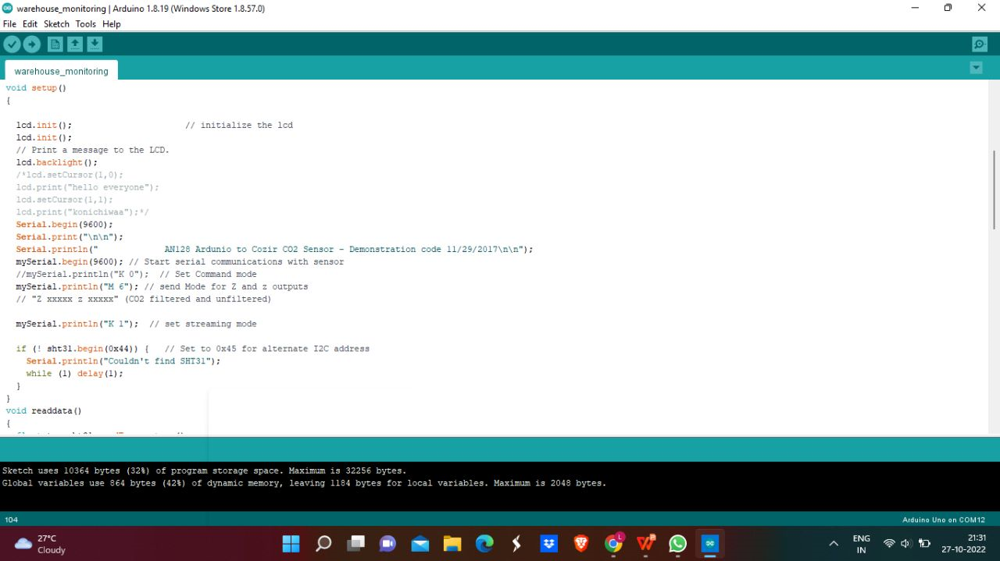 warehouse_monitoring | Arduino 1.8.19 (Windows Store 1.8.57.0)
File Edit Sketch Tools Help
warehouse_monitoring
void setup()
{
lcd.init(); // initialize the lcd
lcd.init();
// Print a message to the LCD.
lcd.backlight();
/*lcd.setCursor(1,0);
lcd.print("hello everyone");
lcd.setCursor(1,1);
lcd.print("konichiwaa");*/
Serial.begin(9600);
Serial.print("\n\n");
Serial.println(" AN128 Ardunio to Cozir CO2 Sensor - Demonstration code 11/29/2017\n\n");
mySerial.begin(9600); // Start serial communications with sensor
//mySerial.println("K 0"); // Set Command mode
mySerial.println("M 6"); // send Mode for Z and z outputs
// "Z xxxxx z xxxxx" (CO2 filtered and unfiltered)
mySerial.println("K 1"); // set streaming mode
if (! sht31.begin(0x44)) { // Set to 0x45 for alternate I2C address
Serial.println("Couldn't find SHT31");
while (1) delay(1);
}
}
void readdata()
{
Sketch uses 10364 bytes (32%) of program storage space. Maximum is 32256 bytes.
Global variables use 864 bytes (42%) of dynamic memory, leaving 1184 bytes for local variables. Maximum is 2048 bytes.
104 Arduino Uno on COM12
27°C
Cloudy
L
ENG
IN
21:31
27-10-2022